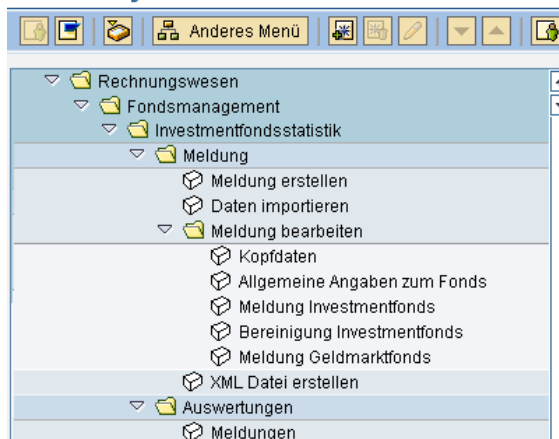 Anderes Menü
Rechnungswesen
Fondsmanagement
Investmentfondsstatistik
Meldung
Meldung erstellen
Daten importieren
Meldung bearbeiten
Kopfdaten
Allgemeine Angaben zum Fonds
Meldung Investmentfonds
Bereinigung Investmentfonds
Meldung Geldmarktfonds
XML Datei erstellen
Auswertungen
Meldungen